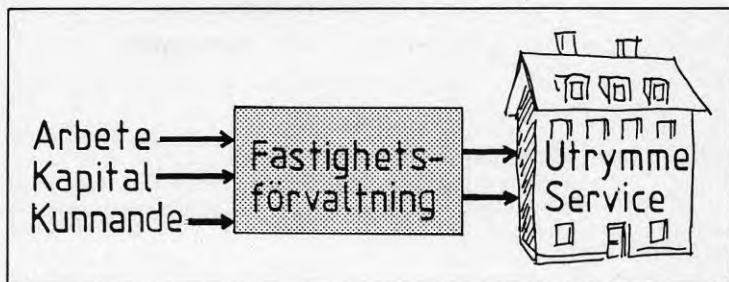 Arbete
Kapital
Kunnande
Fastighets-
förvaltning
Utrymme
Service